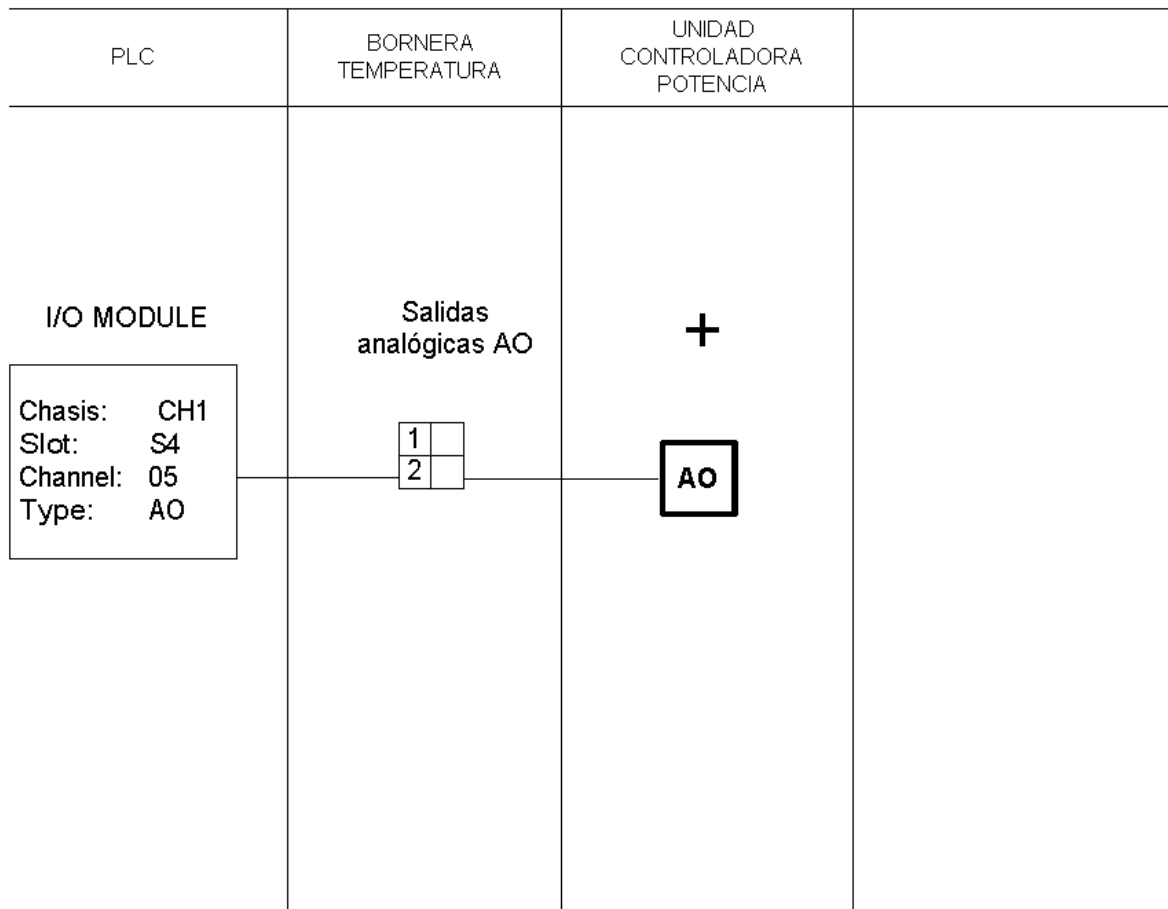 PLC
BORNERA
TEMPERATURA
UNIDAD
CONTROLADORA
POTENCIA
I/O MODULE
Chasis: CH1
Slot: S4
Channel: 05
Type: AO
Salidas
analógicas AO
1
2
+
AO